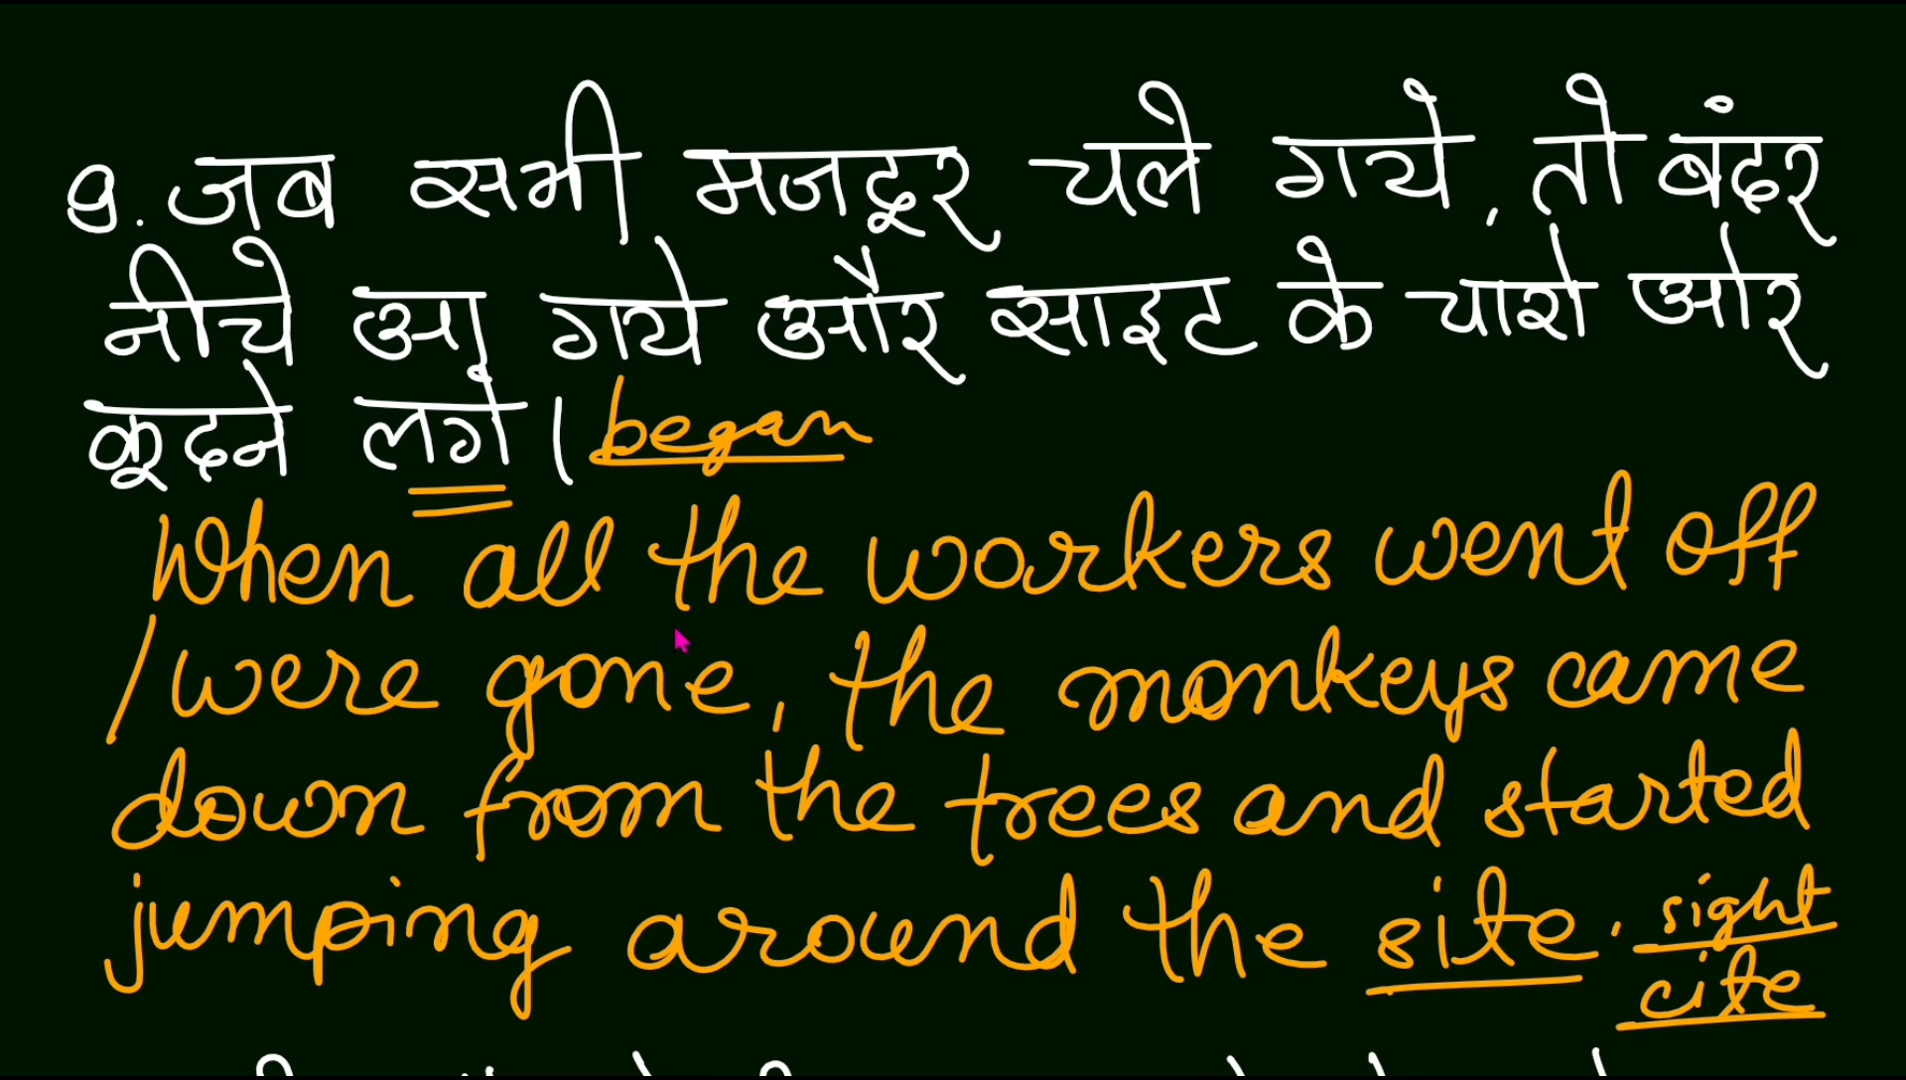 9. जब सभी मजदूर चले गये, तो बंदर
नीचे आ गये और साइट के चारो ओर
कूदने लगे। began
When all the workers went off
/were gone, the monkeys came
down from the trees and started
jumping around the site. sight
cite